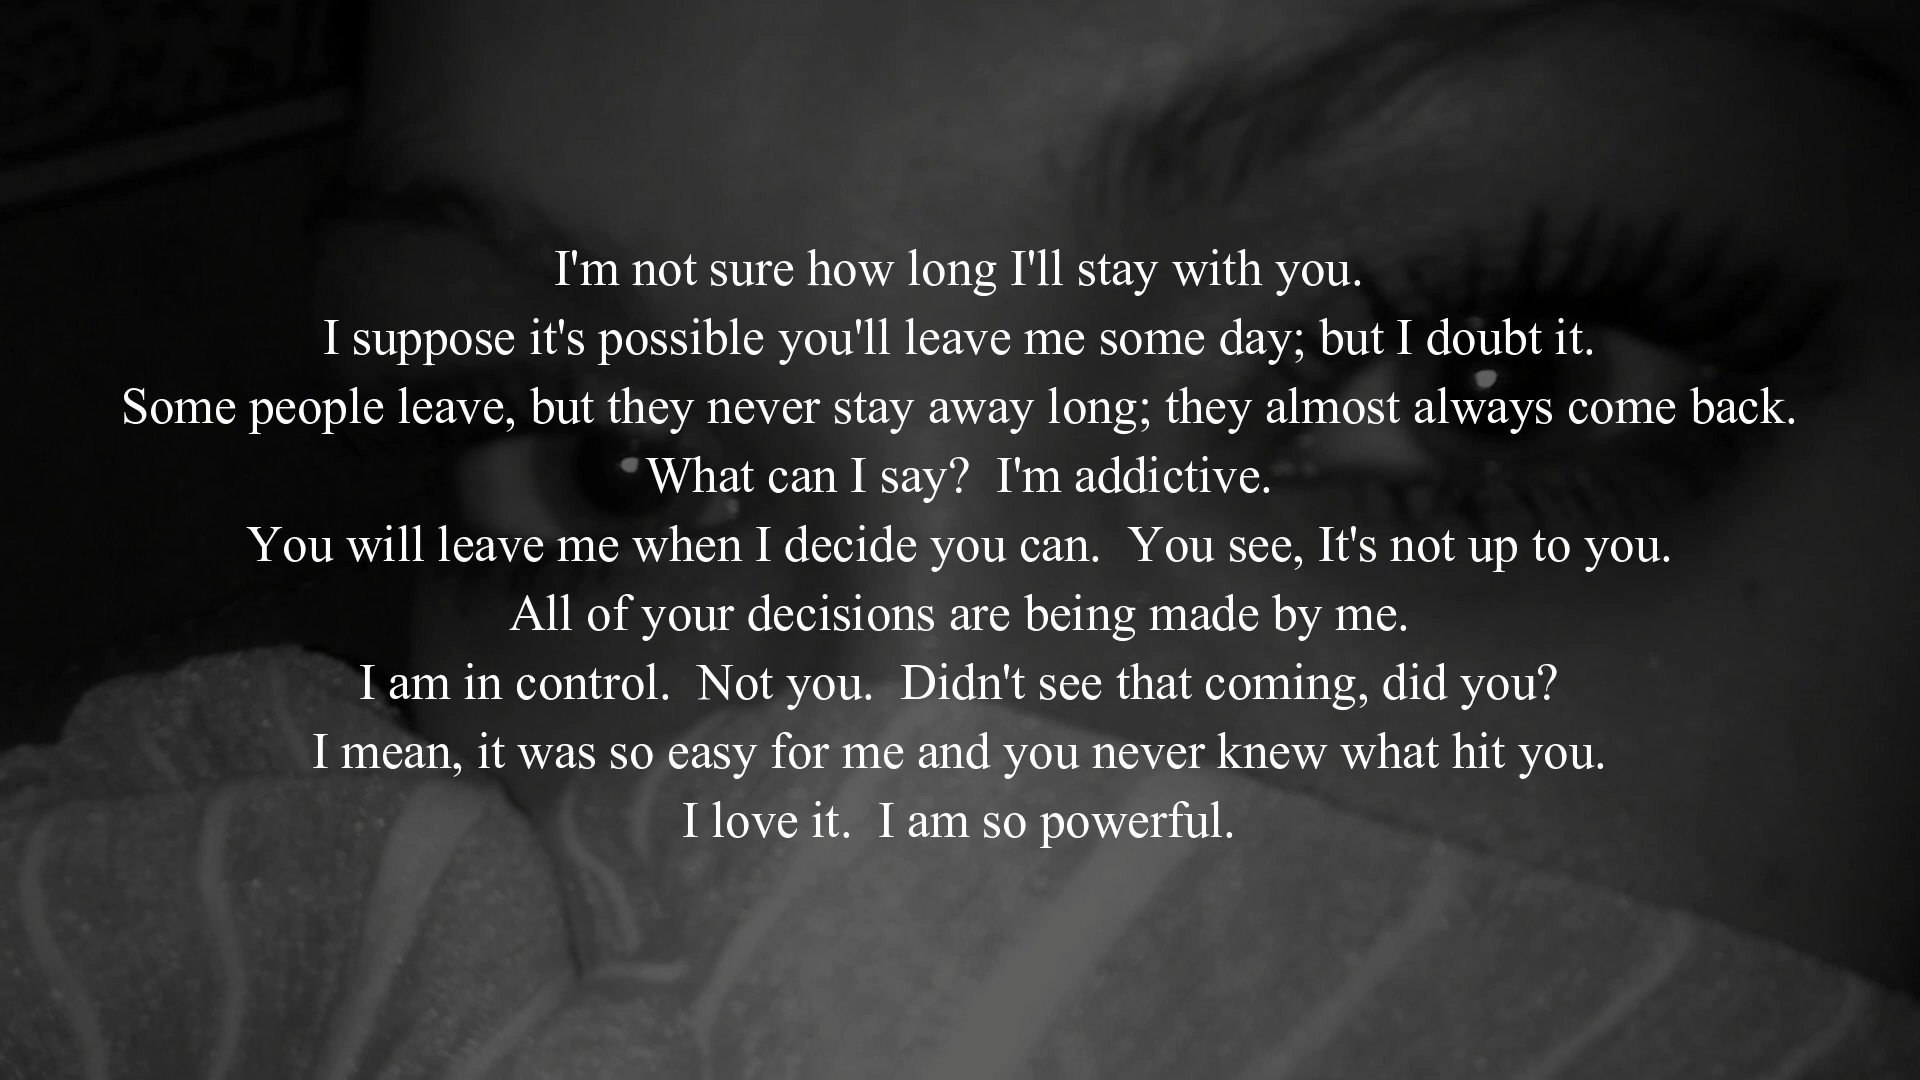 I'm not sure how long I'll stay with you.
I suppose it's possible you'll leave me some day; but I doubt it.
Some people leave, but they never stay away long; they almost always come back.
What can I say?  I'm addictive.
You will leave me when I decide you can.  You see, It's not up to you.
All of your decisions are being made by me.
I am in control.  Not you.  Didn't see that coming, did you?
I mean, it was so easy for me and you never knew what hit you.
I love it.  I am so powerful.